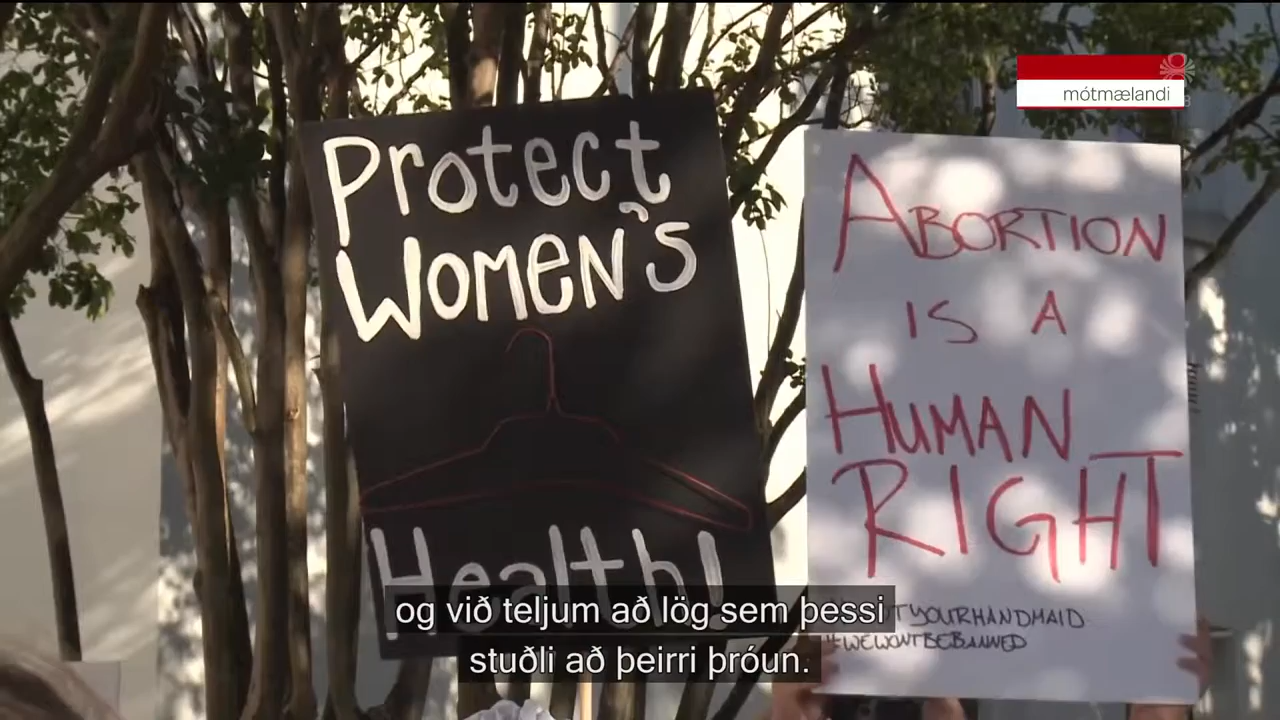 mótmælandi
Protect
Women's
Health!
ABORTION
IS A
HUMAN
RIGHT
YOURHANDMAID
#WEWONTBEBANNED
og við teljum að lög sem þessi
stuðli að þeirri þróun.